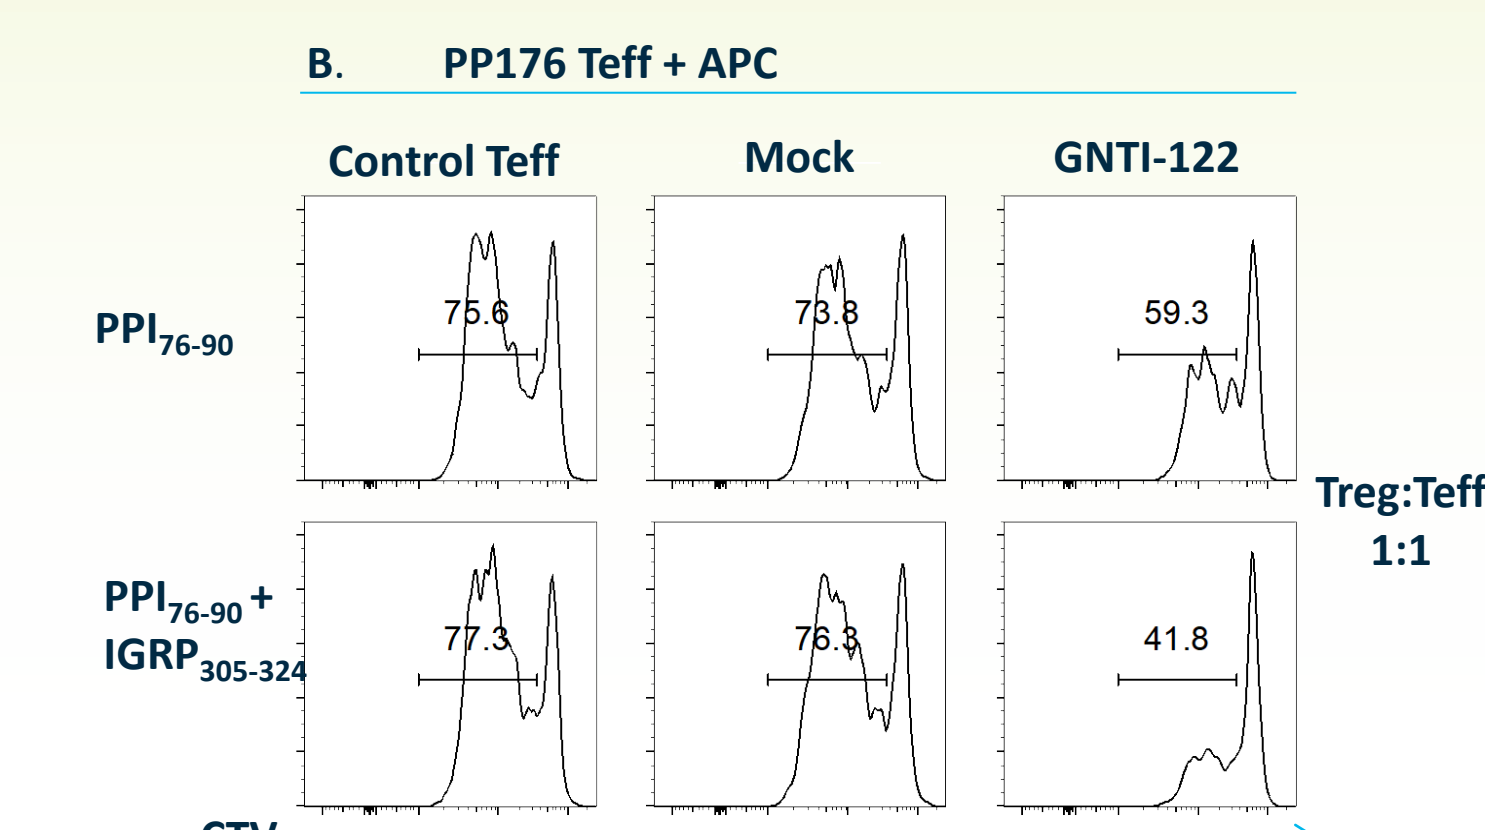 B. PP176 Teff + APC
Control Teff Mock GNTI-122
PPI76-90
75.6 73.8 59.3
Treg:Teff
1:1
PPI76-90 +
IGRP305-324
77.3 76.3 41.8
CTV